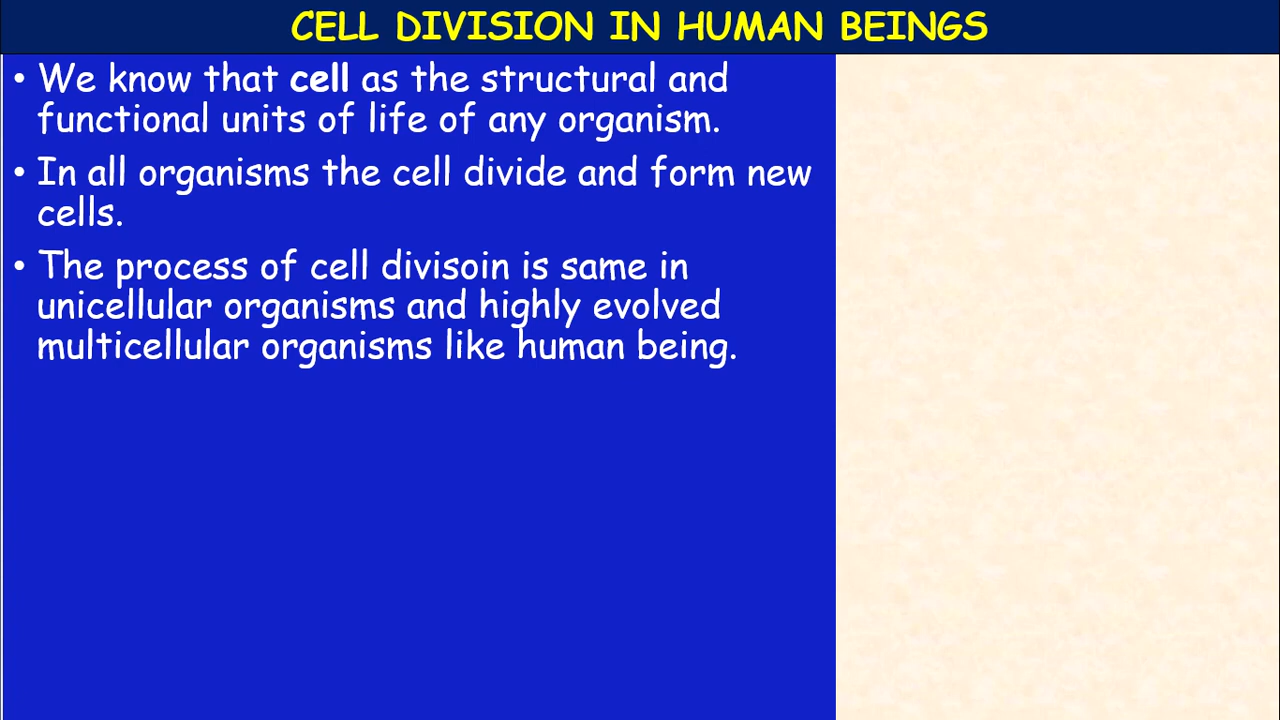 CELL DIVISION IN HUMAN BEINGS
• We know that cell as the structural and
functional units of life of any organism.
• In all organisms the cell divide and form new
cells.
• The process of cell divisoin is same in
unicellular organisms and highly evolved
multicellular organisms like human being.